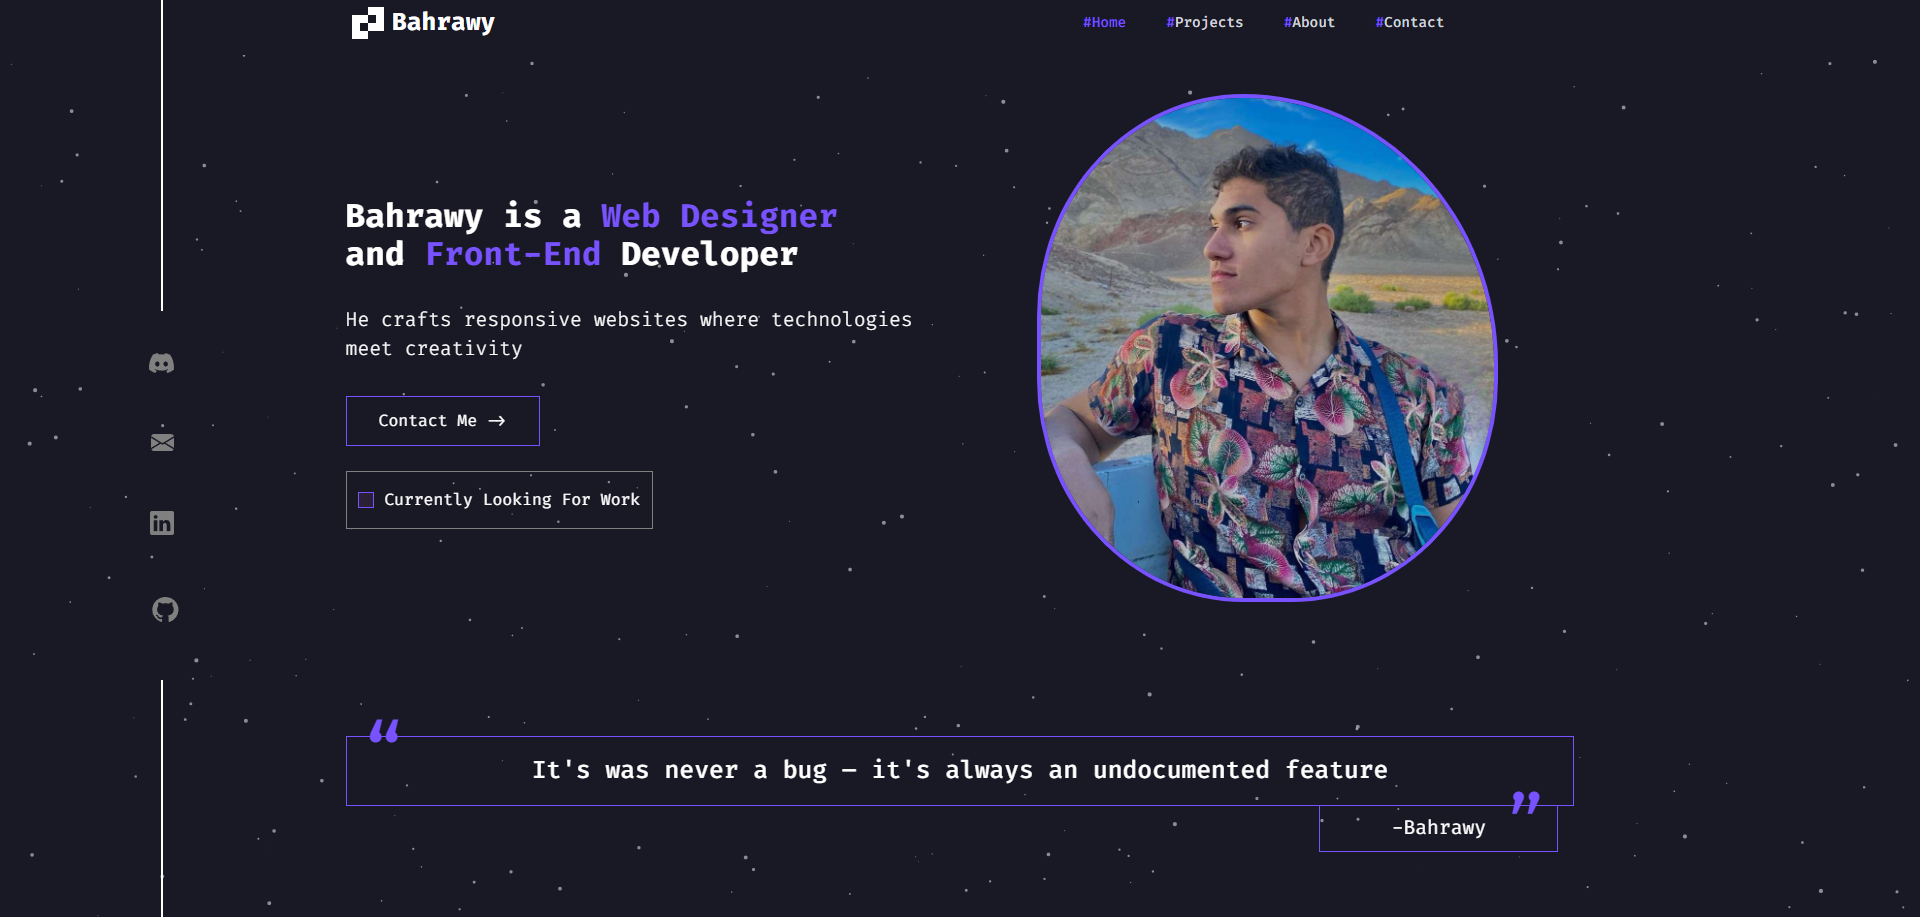 Bahrawy
#Home #Projects #About #Contact
Bahrawy is a Web Designer
and Front-End Developer
He crafts responsive websites where technologies
meet creativity
Contact Me →
Currently Looking For Work
“
It's was never a bug — it's always an undocumented feature
”
-Bahrawy